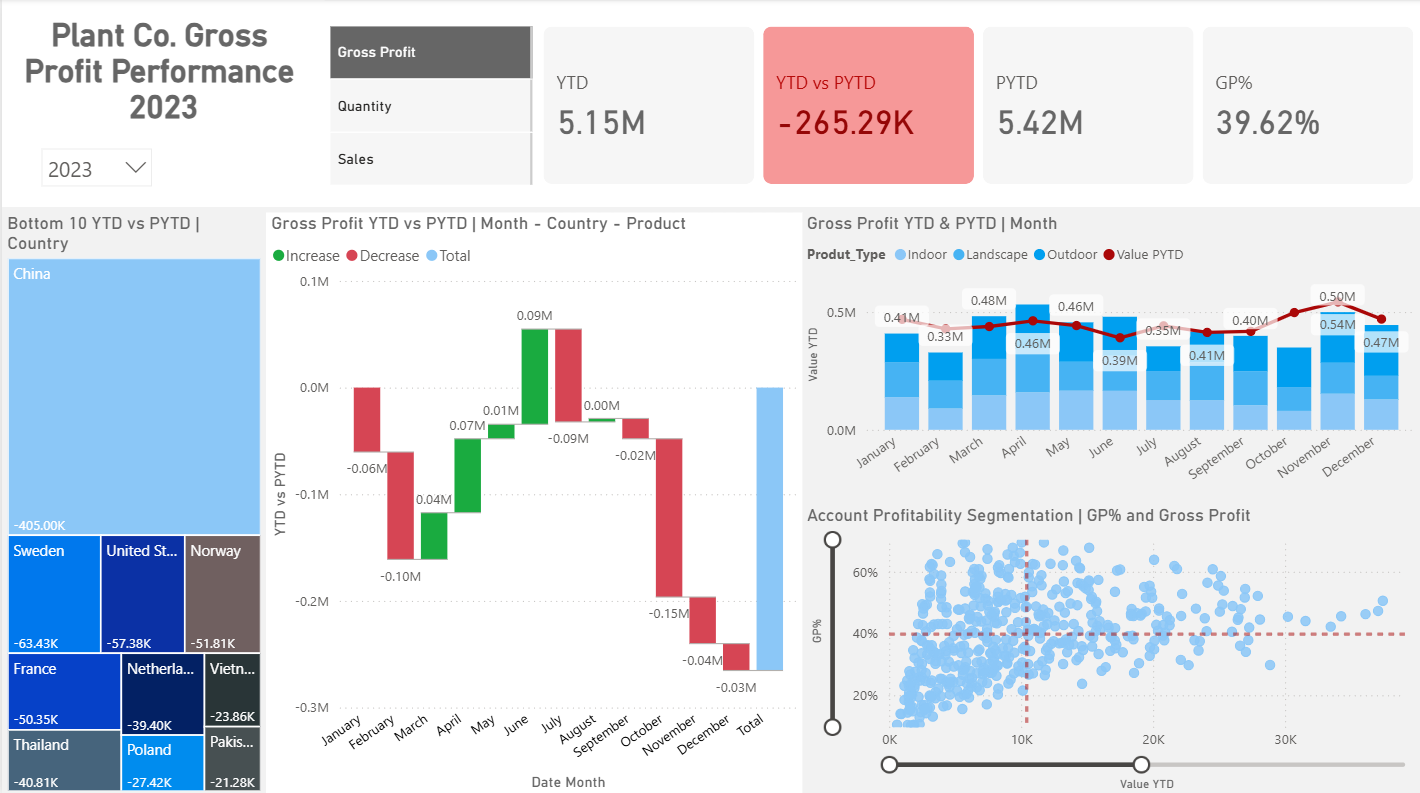 Plant Co. Gross
Profit Performance
2023
2023
Gross Profit
Quantity
Sales
YTD
5.15M
YTD vs PYTD
-265.29K
PYTD
5.42M
GP%
39.62%
Bottom 10 YTD vs PYTD |
Country
China
-405.00K
Sweden
-63.43K
United St...
-57.38K
Norway
-51.81K
France
-50.35K
Netherla...
-39.40K
Vietn...
-23.86K
Thailand
-40.81K
Poland
-27.42K
Pakis...
-21.28K
Gross Profit YTD vs PYTD | Month - Country - Product
Increase Decrease Total
YTD vs PYTD
0.1M
0.0M
-0.1M
-0.2M
-0.3M
-0.06M
-0.10M
0.04M
0.07M
0.01M
0.09M
-0.09M
0.00M
-0.02M
-0.15M
-0.04M
-0.03M
January
February
March
April
May
June
July
August
September
October
November
December
Total
Date Month
Gross Profit YTD & PYTD | Month
Produt_Type Indoor Landscape Outdoor Value PYTD
Value YTD
0.5M
0.0M
0.41M
0.33M
0.48M
0.46M
0.46M
0.39M
0.35M
0.41M
0.40M
0.50M
0.54M
0.47M
January
February
March
April
May
June
July
August
September
October
November
December
Account Profitability Segmentation | GP% and Gross Profit
GP%
60%
40%
20%
0K
10K
20K
30K
Value YTD